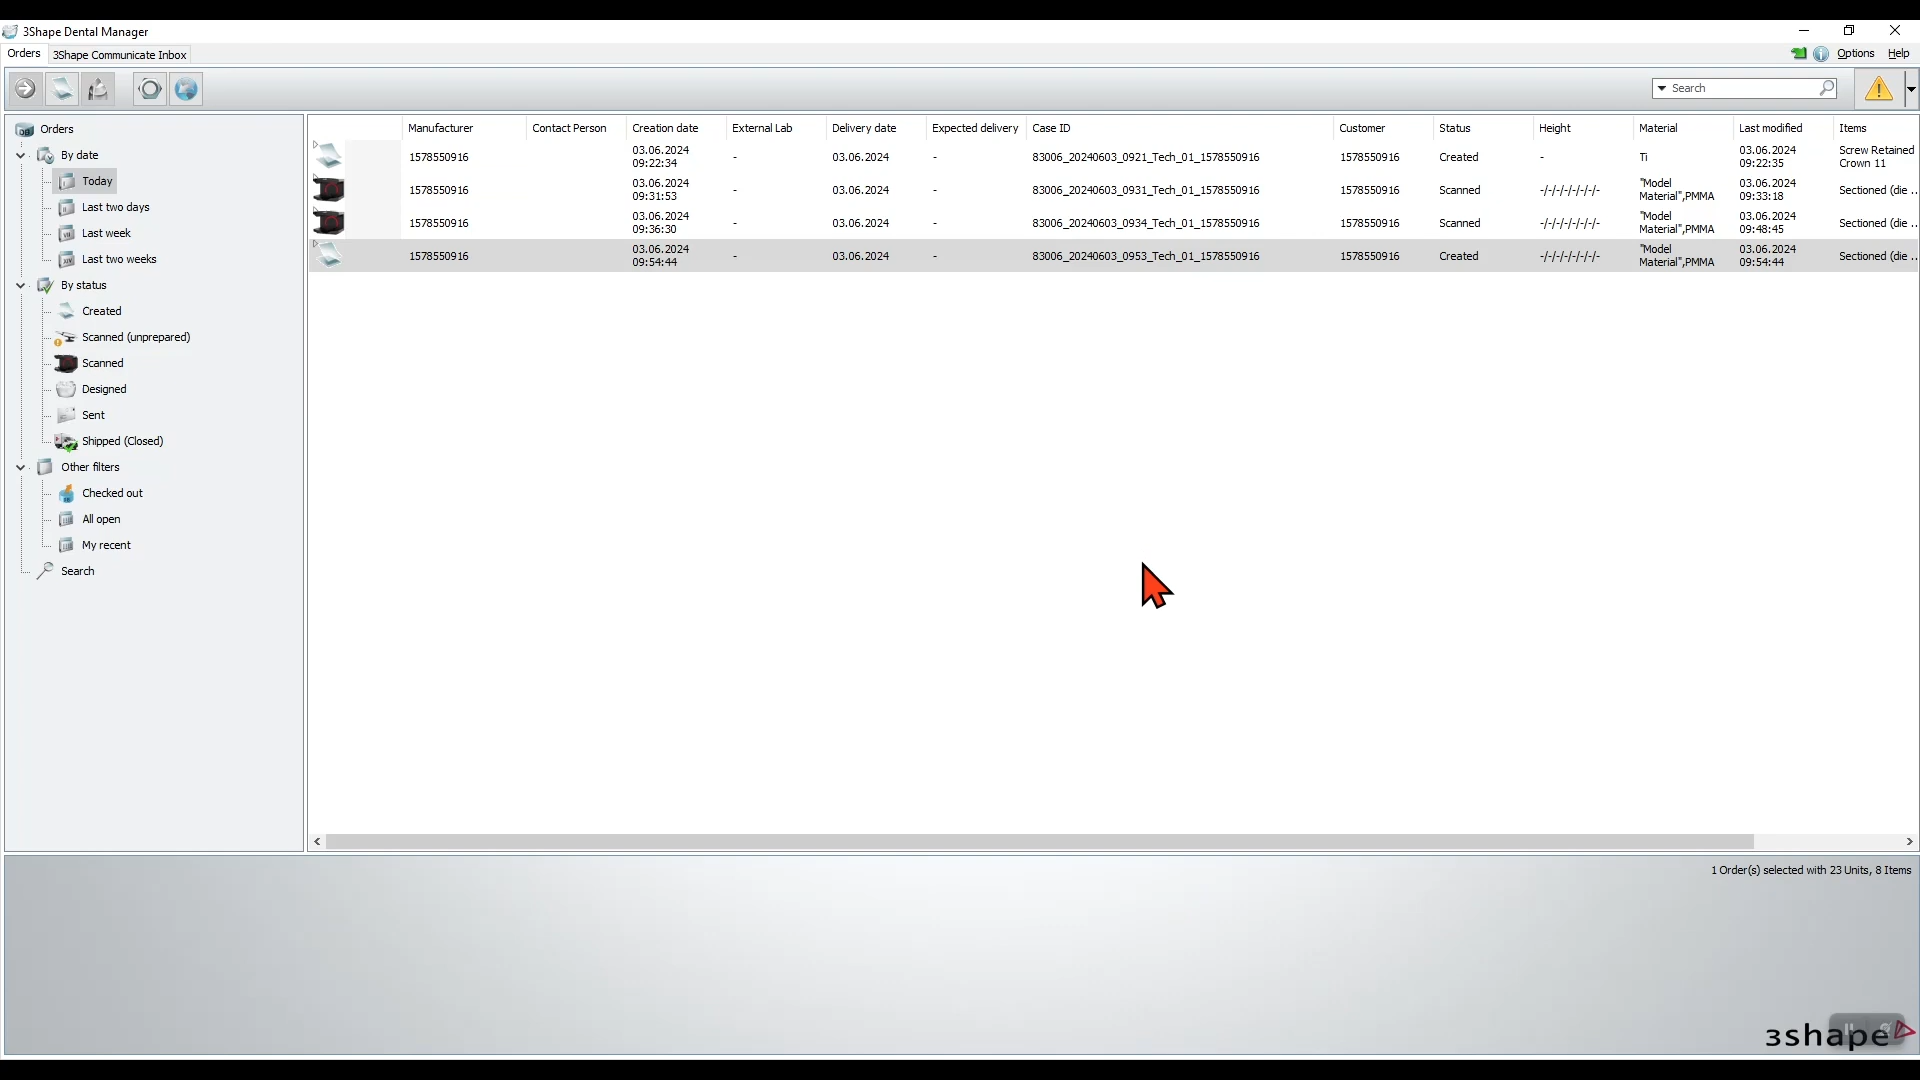 3Shape Dental Manager
Orders
3Shape Communicate Inbox
Options
Help
Search
Orders
By date
Today
Last two days
Last week
Last two weeks
By status
Created
Scanned (unprepared)
Scanned
Designed
Sent
Shipped (Closed)
Other filters
Checked out
All open
My recent
Search
Manufacturer Contact Person Creation date External Lab Delivery date Expected delivery Case ID Customer Status Height Material Last modified Items
1578550916 03.06.2024 09:22:34 - 03.06.2024 - 83006_20240603_0921_Tech_01_1578550916 1578550916 Created - Ti 03.06.2024 09:22:35 Screw Retained Crown 11
1578550916 03.06.2024 09:31:53 - 03.06.2024 - 83006_20240603_0931_Tech_01_1578550916 1578550916 Scanned -/-/-/-/-/-/-/- "Model Material",PMMA 03.06.2024 09:33:18 Sectioned (die ..
1578550916 03.06.2024 09:36:30 - 03.06.2024 - 83006_20240603_0934_Tech_01_1578550916 1578550916 Scanned -/-/-/-/-/-/-/- "Model Material",PMMA 03.06.2024 09:48:45 Sectioned (die ..
1578550916 03.06.2024 09:54:44 - 03.06.2024 - 83006_20240603_0953_Tech_01_1578550916 1578550916 Created -/-/-/-/-/-/-/- "Model Material",PMMA 03.06.2024 09:54:44 Sectioned (die ..
1 Order(s) selected with 23 Units, 8 Items
3shape